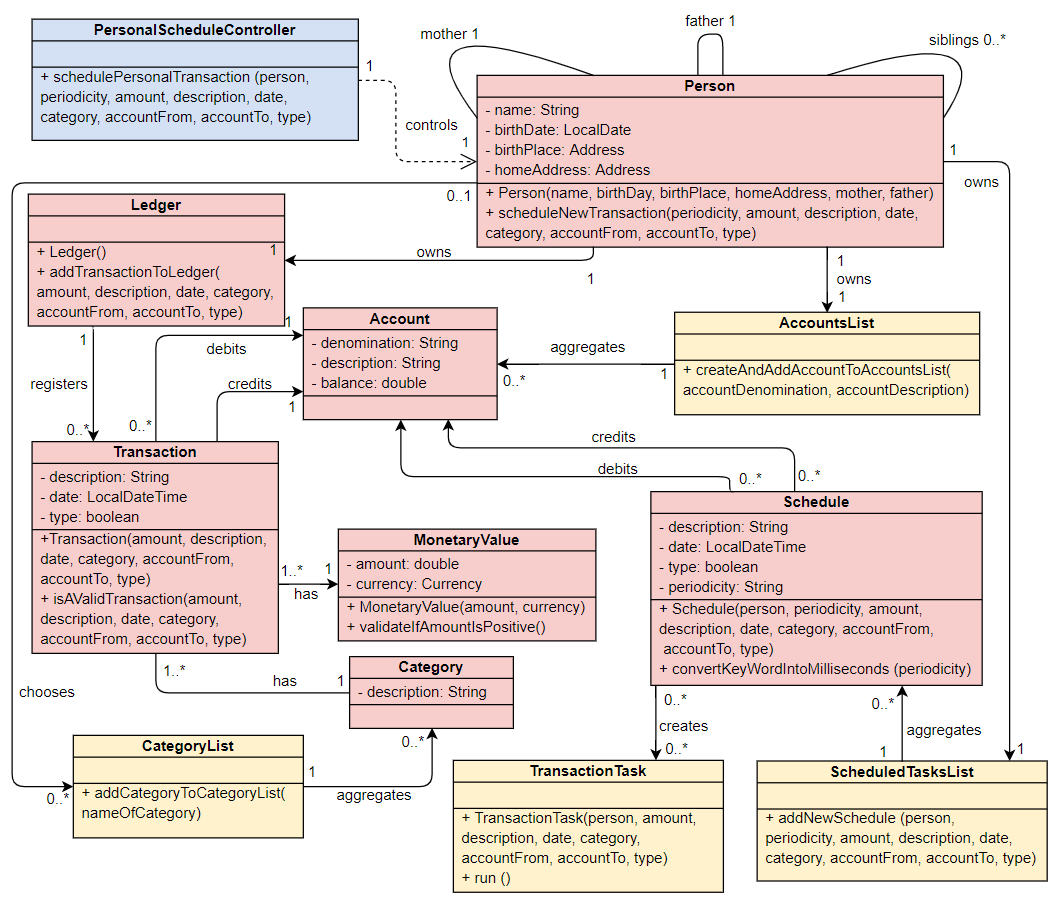 PersonalScheduleController
+ schedulePersonalTransaction (person,
periodicity, amount, description, date,
category, accountFrom, accountTo, type)
1
controls
1
mother 1
father 1
siblings 0..*
Person
- name: String
- birthDate: LocalDate
- birthPlace: Address
- homeAddress: Address
+ Person(name, birthDay, birthPlace, homeAddress, mother, father)
+ scheduleNewTransaction(periodicity, amount, description, date,
category, accountFrom, accountTo, type)
1
owns
0..1
Ledger
+ Ledger()
+ addTransactionToLedger(
amount, description, date, category,
accountFrom, accountTo, type)
1
owns
1
1
owns
1
1
registers
0..*
1
debits
0..*
credits
1
Account
- denomination: String
- description: String
- balance: double
aggregates
0..*
1
AccountsList
+ createAndAddAccountToAccountsList(
accountDenomination, accountDescription)
credits
debits
0..*
0..*
Transaction
- description: String
- date: LocalDateTime
- type: boolean
+Transaction(amount, description,
date, category, accountFrom,
accountTo, type)
+ isAValidTransaction(amount,
description, date, category,
accountFrom, accountTo, type)
1..*
1
has
MonetaryValue
- amount: double
- currency: Currency
+ MonetaryValue(amount, currency)
+ validateIfAmountIsPositive()
Schedule
- description: String
- date: LocalDateTime
- type: boolean
- periodicity: String
+ Schedule(person, periodicity, amount,
description, date, category, accountFrom,
accountTo, type)
+ convertKeyWordIntoMilliseconds (periodicity)
1..*
has
1
Category
- description: String
chooses
0..*
CategoryList
+ addCategoryToCategoryList(
nameOfCategory)
1
aggregates
0..*
0..*
creates
0..*
0..*
aggregates
1
1
TransactionTask
+ TransactionTask(person, amount,
description, date, category,
accountFrom, accountTo, type)
+ run ()
ScheduledTasksList
+ addNewSchedule (person,
periodicity, amount, description, date,
category, accountFrom, accountTo, type)